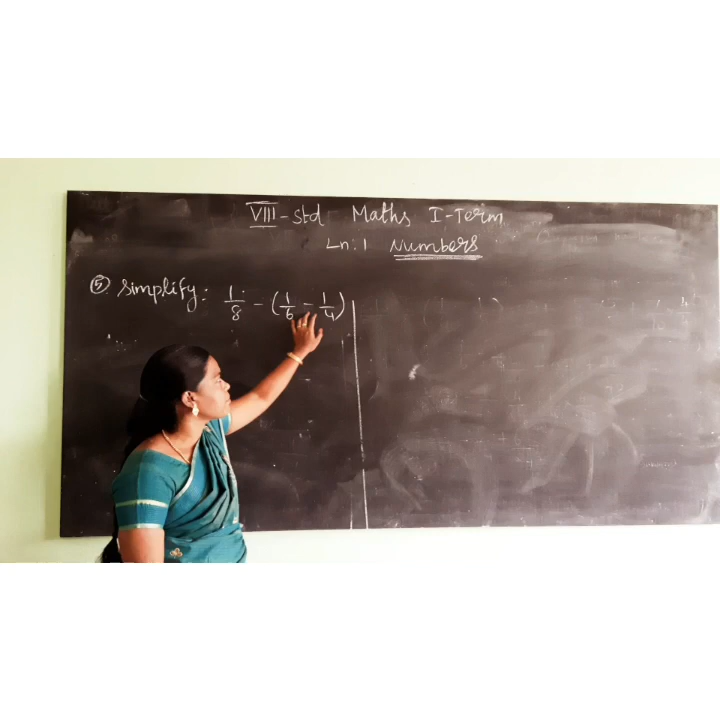 VIII-Std Maths I-Term
Ln:1 Numbers
⑤ Simplify: 1/8 - (1/6 - 1/4)